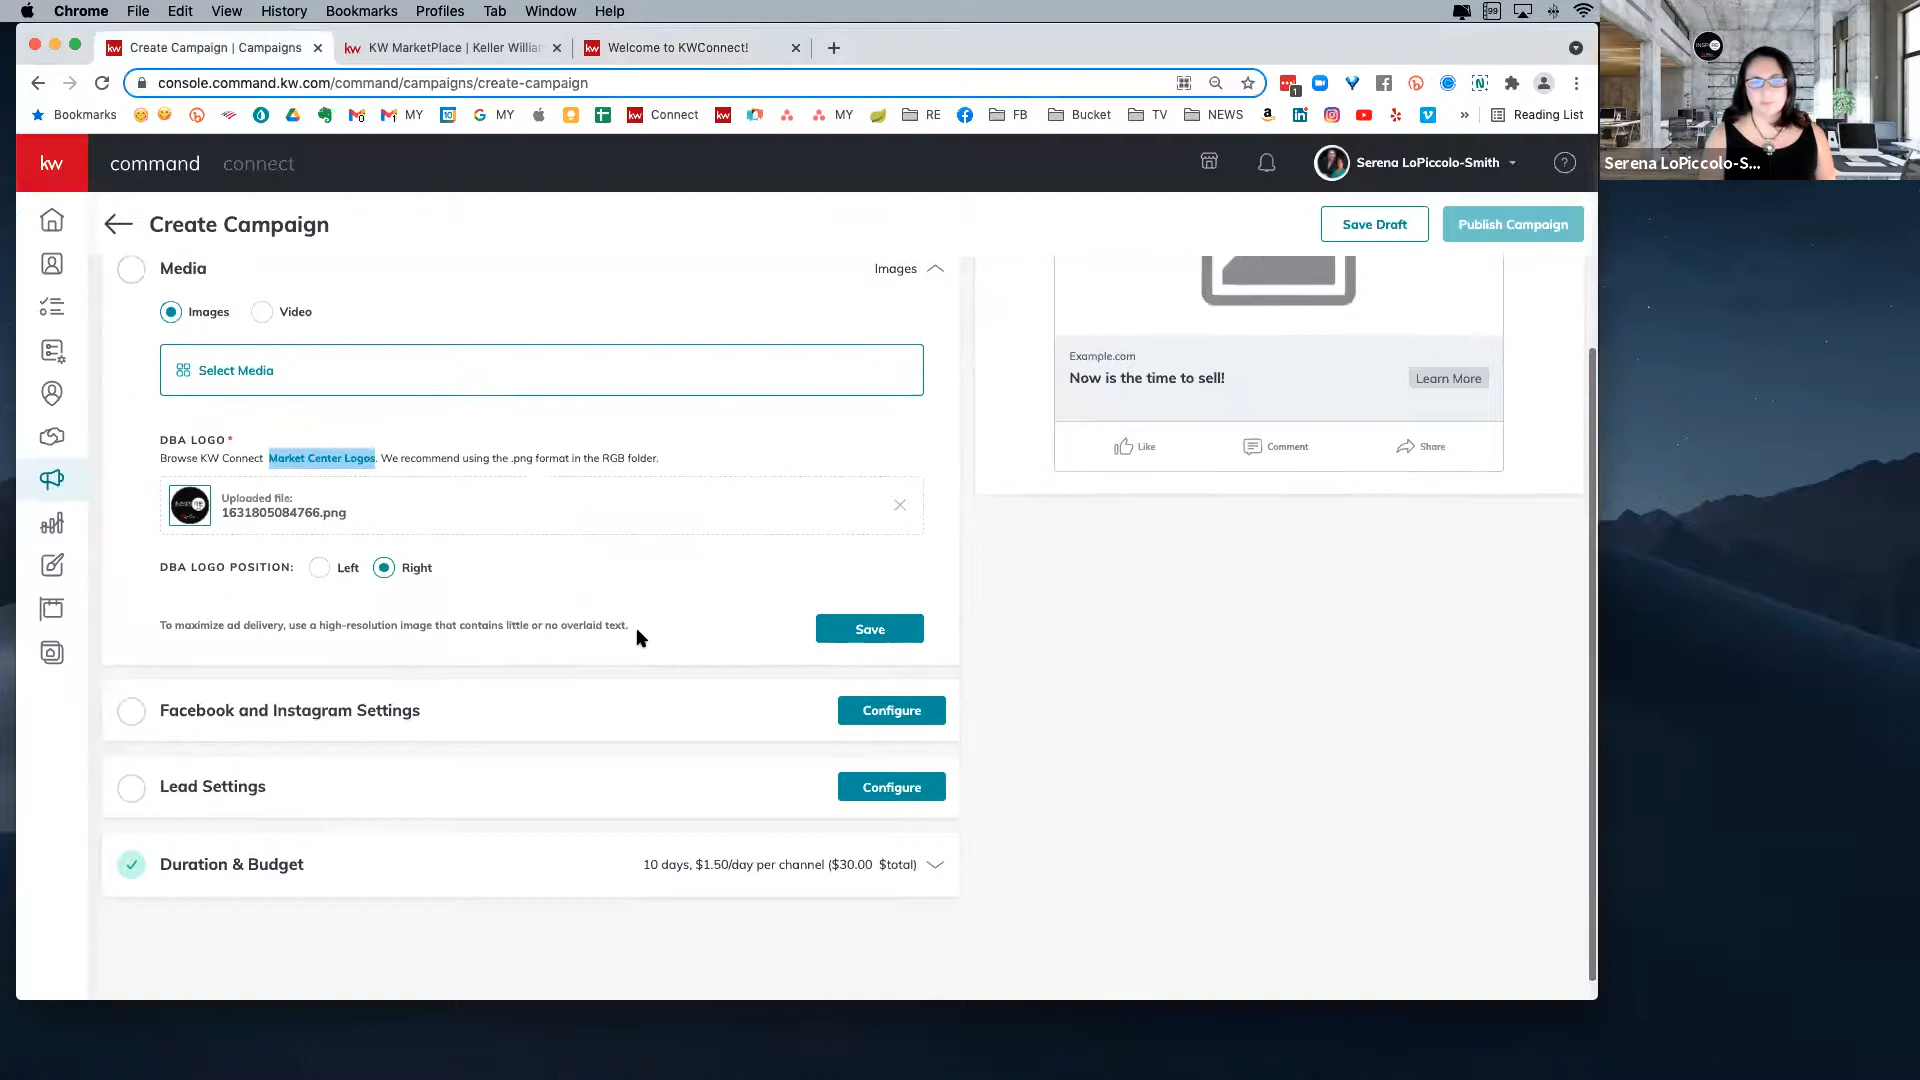 Chrome File Edit View History Bookmarks Profiles Tab Window Help
99
Create Campaign | Campaigns
kw KW MarketPlace | Keller Willian
kw Welcome to KWConnect!
console.command.kw.com/command/campaigns/create-campaign
1
Bookmarks MY MY Connect MY RE FB Bucket TV NEWS Reading List
kw command connect
Serena LoPiccolo-Smith
Create Campaign
Save Draft
Publish Campaign
Media
Images
Images Video
Select Media
DBA LOGO*
Browse KW Connect Market Center Logos. We recommend using the .png format in the RGB folder.
Uploaded file:
1631805084766.png
DBA LOGO POSITION: Left Right
To maximize ad delivery, use a high-resolution image that contains little or no overlaid text.
Save
Facebook and Instagram Settings
Configure
Lead Settings
Configure
Duration & Budget
10 days, $1.50/day per channel ($30.00 $total)
Example.com
Now is the time to sell!
Learn More
Like Comment Share
INSPIRE
Serena LoPiccolo-S...